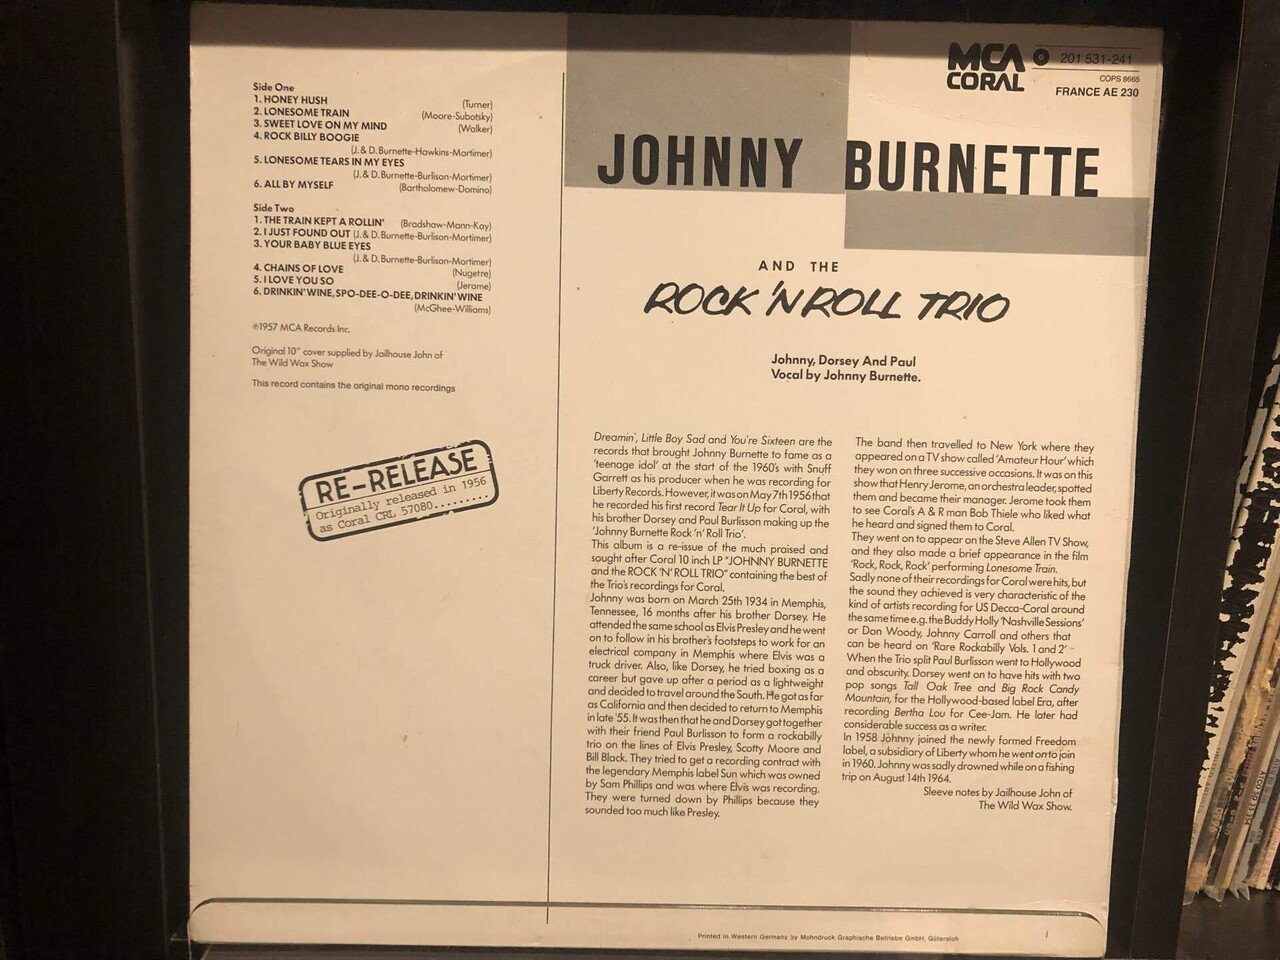 Side One
1. HONEY HUSH (Turner)
2. LONESOME TRAIN (Moore-Subotsky)
3. SWEET LOVE ON MY MIND (Walker)
4. ROCK BILLY BOOGIE
(J. & D. Burnette-Hawkins-Mortimer)
5. LONESOME TEARS IN MY EYES
(J. & D. Burnette-Burlison-Mortimer)
6. ALL BY MYSELF (Bartholomew-Domino)
Side Two
1. THE TRAIN KEPT A ROLLIN' (Bradshaw-Mann-Kay)
2. I JUST FOUND OUT (J. & D. Burnette-Burlison-Mortimer)
3. YOUR BABY BLUE EYES
(J. & D. Burnette-Burlison-Mortimer)
4. CHAINS OF LOVE (Nugetre)
5. I LOVE YOU SO (Jerome)
6. DRINKIN' WINE, SPO-DEE-O-DEE, DRINKIN' WINE
(McGhee-Williams)
℗1957 MCA Records Inc.
Original 10" cover supplied by Jailhouse John of
The Wild Wax Show
This record contains the original mono recordings
RE-RELEASE
Originally released in 1956
as Coral CRL 57080.........
MCA CORAL
201 531-241
COPS 8665
FRANCE AE 230
JOHNNY BURNETTE
AND THE
ROCK 'N ROLL TRIO
Johnny, Dorsey And Paul
Vocal by Johnny Burnette.
Dreamin', Little Boy Sad and You're Sixteen are the
records that brought Johnny Burnette to fame as a
'teenage idol' at the start of the 1960's with Snuff
Garrett as his producer when he was recording for
Liberty Records. However, it was on May 7th 1956 that
he recorded his first record Tear It Up for Coral, with
his brother Dorsey and Paul Burlisson making up the
'Johnny Burnette Rock 'n' Roll Trio'.
This album is a re-issue of the much praised and
sought after Coral 10 inch LP "JOHNNY BURNETTE
and the ROCK 'N' ROLL TRIO" containing the best of
the Trio's recordings for Coral.
Johnny was born on March 25th 1934 in Memphis,
Tennessee, 16 months after his brother Dorsey. He
attended the same school as Elvis Presley and he went
on to follow in his brother's footsteps to work for an
electrical company in Memphis where Elvis was a
truck driver. Also, like Dorsey, he tried boxing as a
career but gave up after a period as a lightweight
and decided to travel around the South. He got as far
as California and then decided to return to Memphis
in late '55. It was then that he and Dorsey got together
with their friend Paul Burlisson to form a rockabilly
trio on the lines of Elvis Presley, Scotty Moore and
Bill Black. They tried to get a recording contract with
the legendary Memphis label Sun which was owned
by Sam Phillips and was where Elvis was recording.
They were turned down by Phillips because they
sounded too much like Presley.
The band then travelled to New York where they
appeared on a TV show called 'Amateur Hour' which
they won on three successive occasions. It was on this
show that Henry Jerome, an orchestra leader, spotted
them and became their manager. Jerome took them
to see Coral's A & R man Bob Thiele who liked what
he heard and signed them to Coral.
They went on to appear on the Steve Allen TV Show,
and they also made a brief appearance in the film
'Rock, Rock, Rock' performing Lonesome Train.
Sadly none of their recordings for Coral were hits, but
the sound they achieved is very characteristic of the
kind of artists recording for US Decca-Coral around
the same time e.g. the Buddy Holly 'Nashville Sessions'
or Don Woody, Johnny Carroll and others that
can be heard on 'Rare Rockabilly Vols. 1 and 2' -
When the Trio split Paul Burlisson went to Hollywood
and obscurity. Dorsey went on to have hits with two
pop songs Tall Oak Tree and Big Rock Candy
Mountain, for the Hollywood-based label Era, after
recording Bertha Lou for Cee-Jam. He later had
considerable success as a writer.
In 1958 Johnny joined the newly formed Freedom
label, a subsidiary of Liberty whom he went on to join
in 1960. Johnny was sadly drowned while on a fishing
trip on August 14th 1964.
Sleeve notes by Jailhouse John of
The Wild Wax Show.
Printed in Western Germany by Mohndruck Graphische Betriebe GmbH, Gütersloh